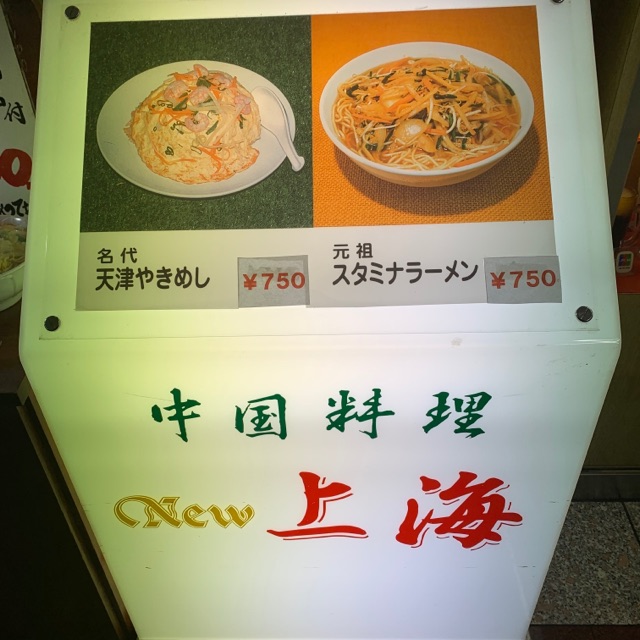 名代
天津やきめし ¥750
元祖
スタミナラーメン ¥750
中国料理
New 上海
付